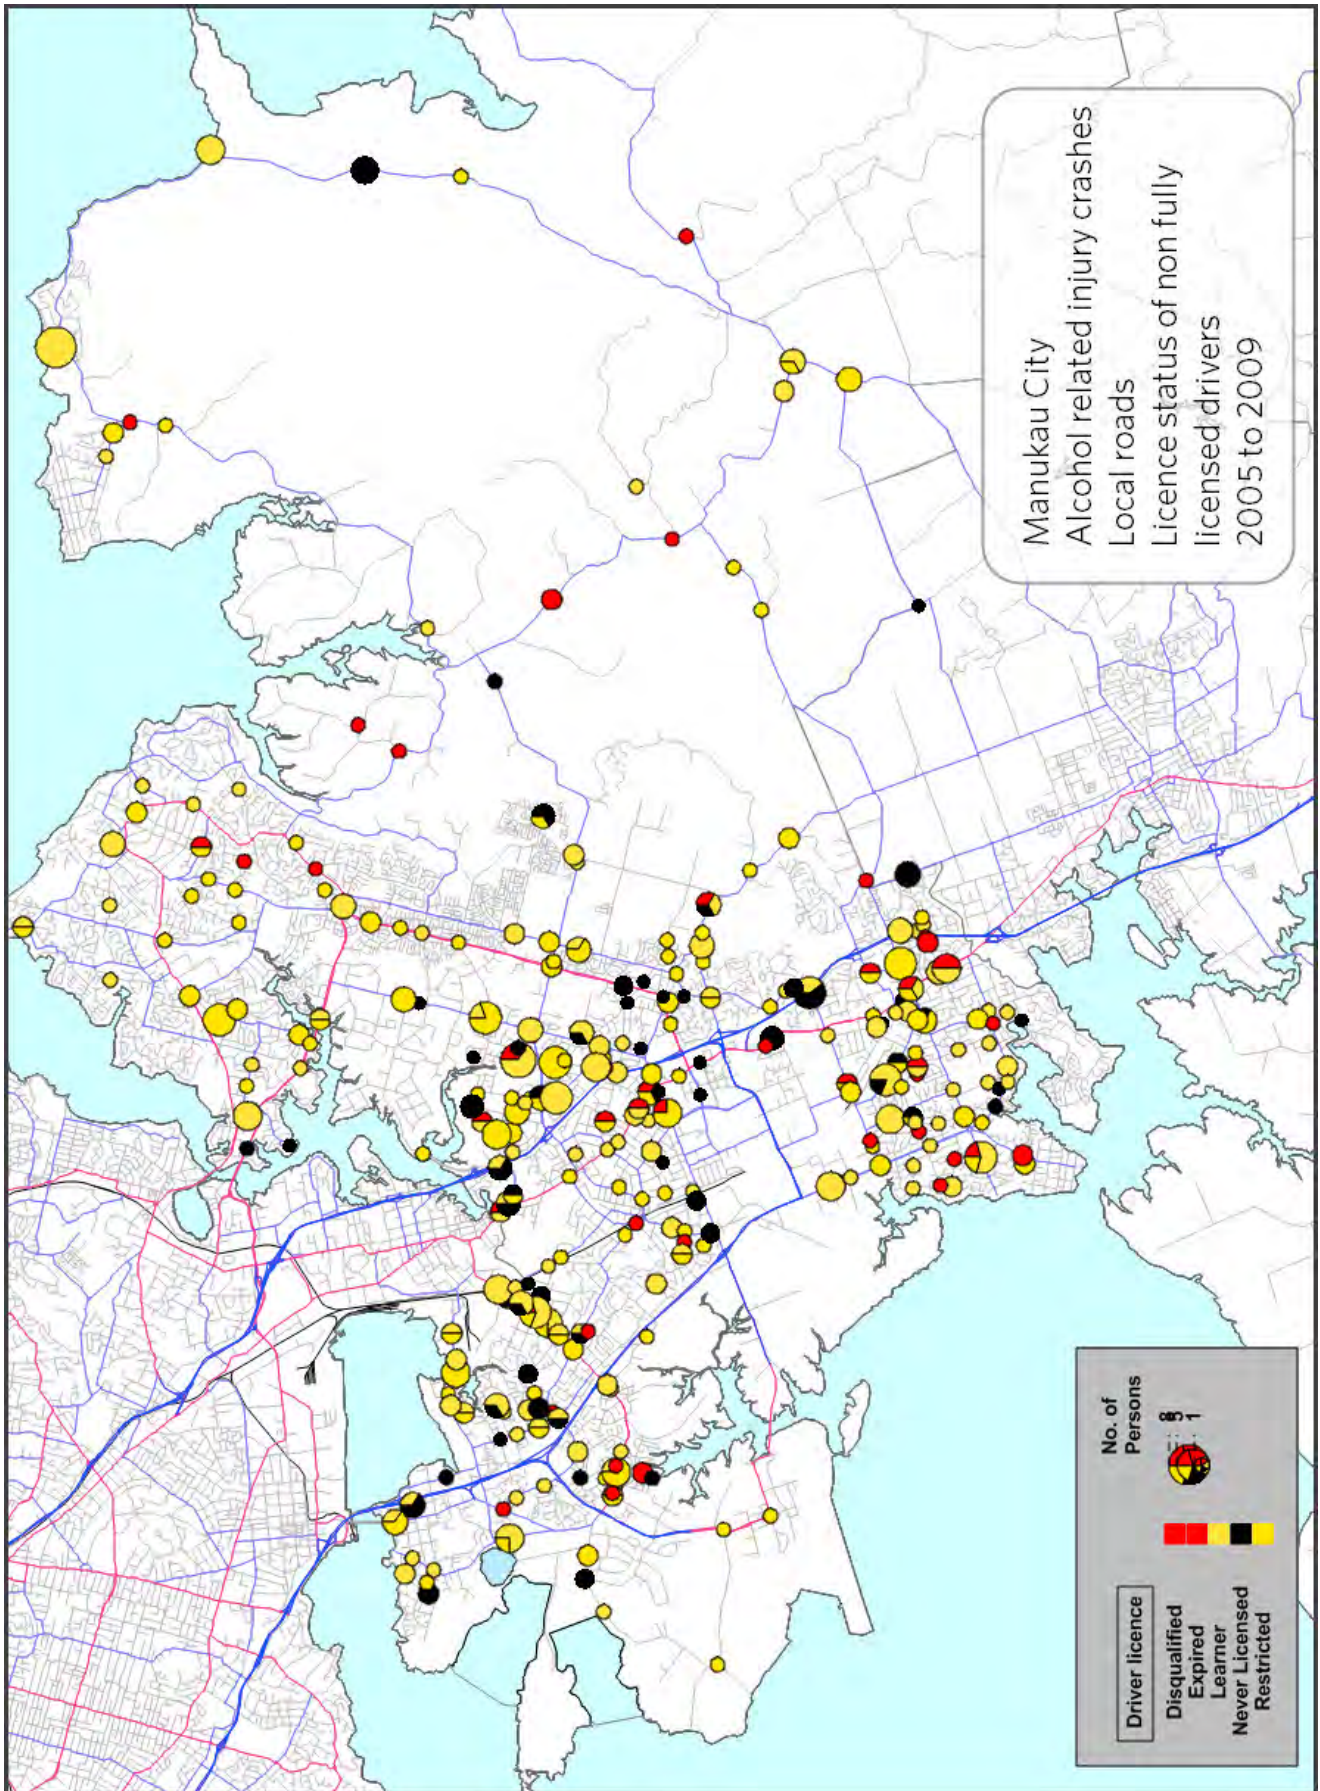 Manukau City
Alcohol related injury crashes
Local roads
Licence status of non fully
licensed drivers
2005 to 2009
Driver licence
Disqualified
Expired
Learner
Never Licensed
Restricted
No. of
Persons
1